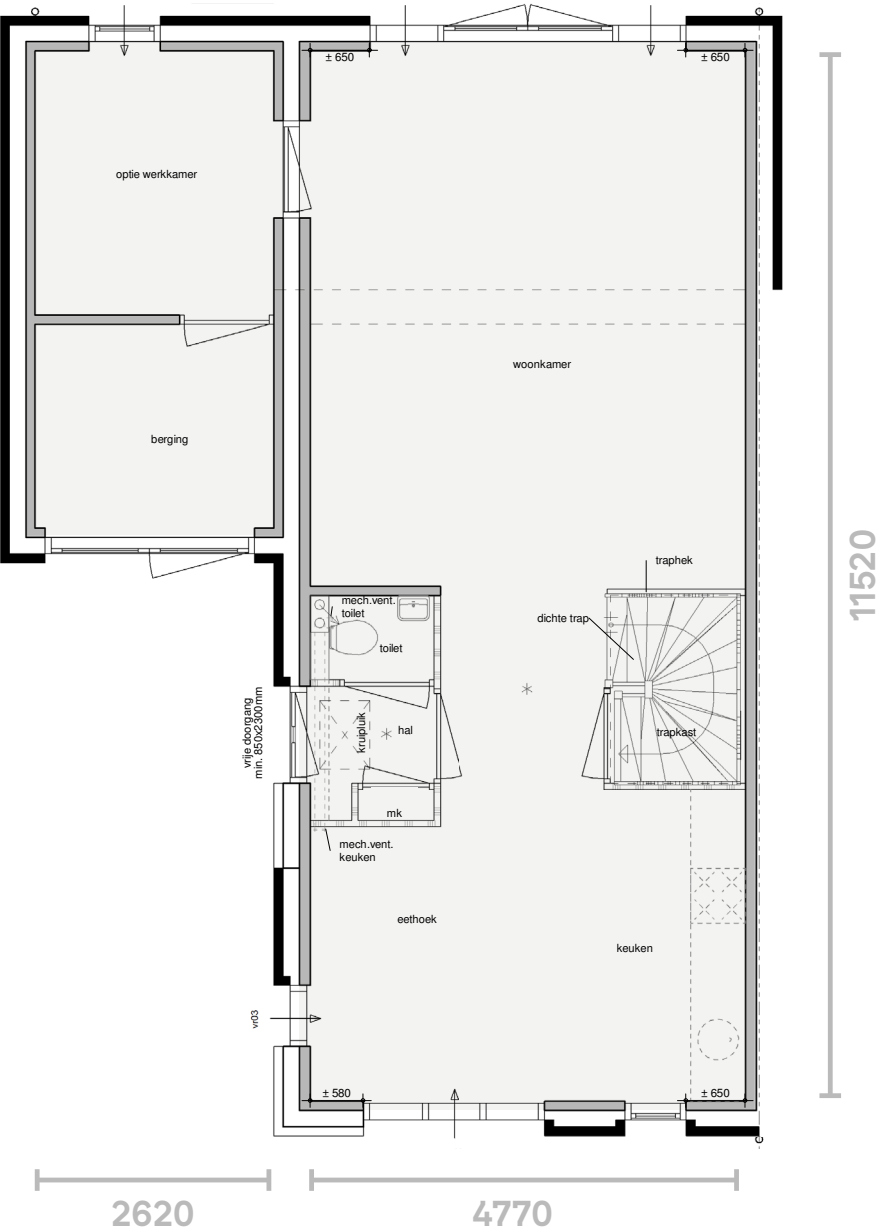 ± 650
± 650
optie werkkamer
woonkamer
berging
traphek
mech.vent.
toilet
dichte trap
toilet
vrije doorgang
min. 850x2300mm
kruipluik
hal
trapkast
mk
mech.vent.
keuken
eethoek
keuken
vr03
± 580
± 650
11520
2620
4770